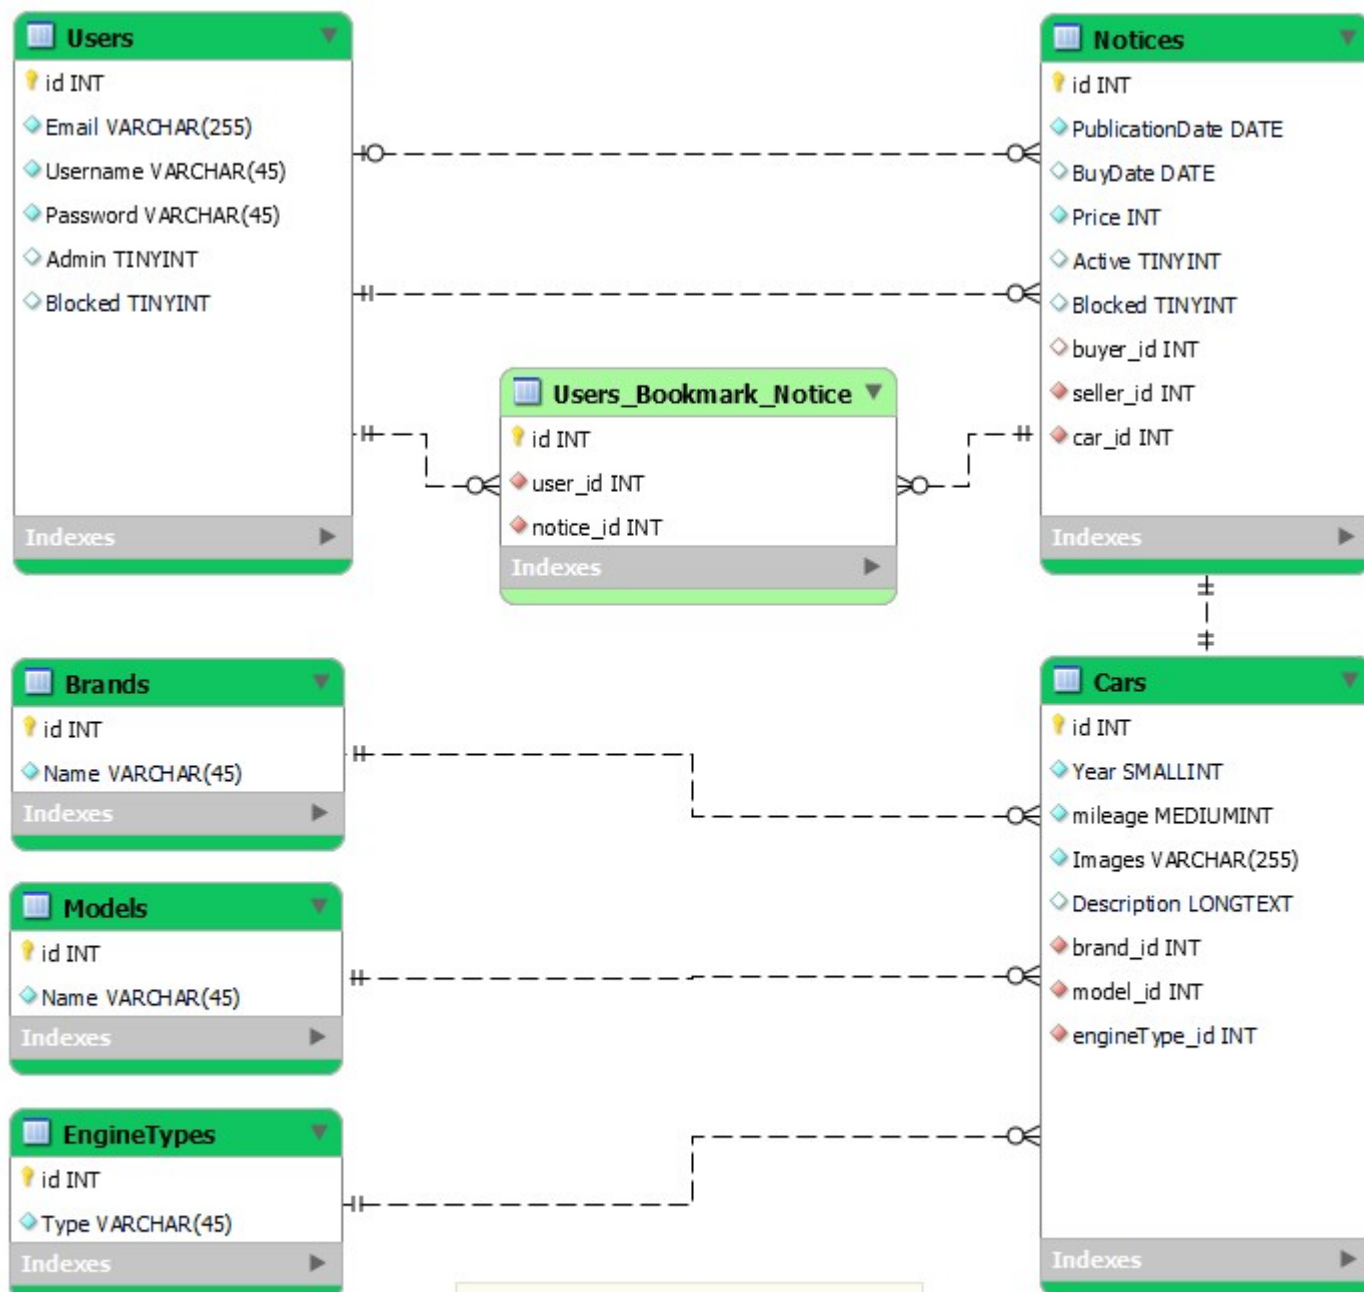 Users
id INT
Email VARCHAR(255)
Username VARCHAR(45)
Password VARCHAR(45)
Admin TINYINT
Blocked TINYINT
Indexes
Notices
id INT
PublicationDate DATE
BuyDate DATE
Price INT
Active TINYINT
Blocked TINYINT
buyer_id INT
seller_id INT
car_id INT
Indexes
Users_Bookmark_Notice
id INT
user_id INT
notice_id INT
Indexes
Brands
id INT
Name VARCHAR(45)
Indexes
Models
id INT
Name VARCHAR(45)
Indexes
EngineTypes
id INT
Type VARCHAR(45)
Indexes
Cars
id INT
Year SMALLINT
mileage MEDIUMINT
Images VARCHAR(255)
Description LONGTEXT
brand_id INT
model_id INT
engineType_id INT
Indexes